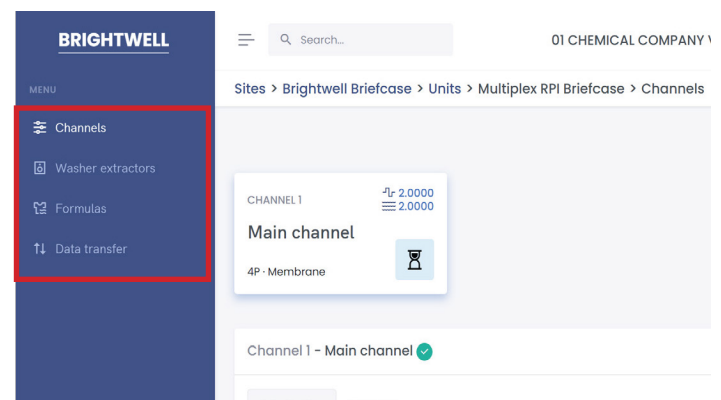 BRIGHTWELL
Search...
01 CHEMICAL COMPANY
MENU
Sites > Brightwell Briefcase > Units > Multiplex RPI Briefcase > Channels
Channels
Washer extractors
Formulas
Data transfer
CHANNEL 1
2.0000
2.0000
Main channel
4P · Membrane
Channel 1 - Main channel